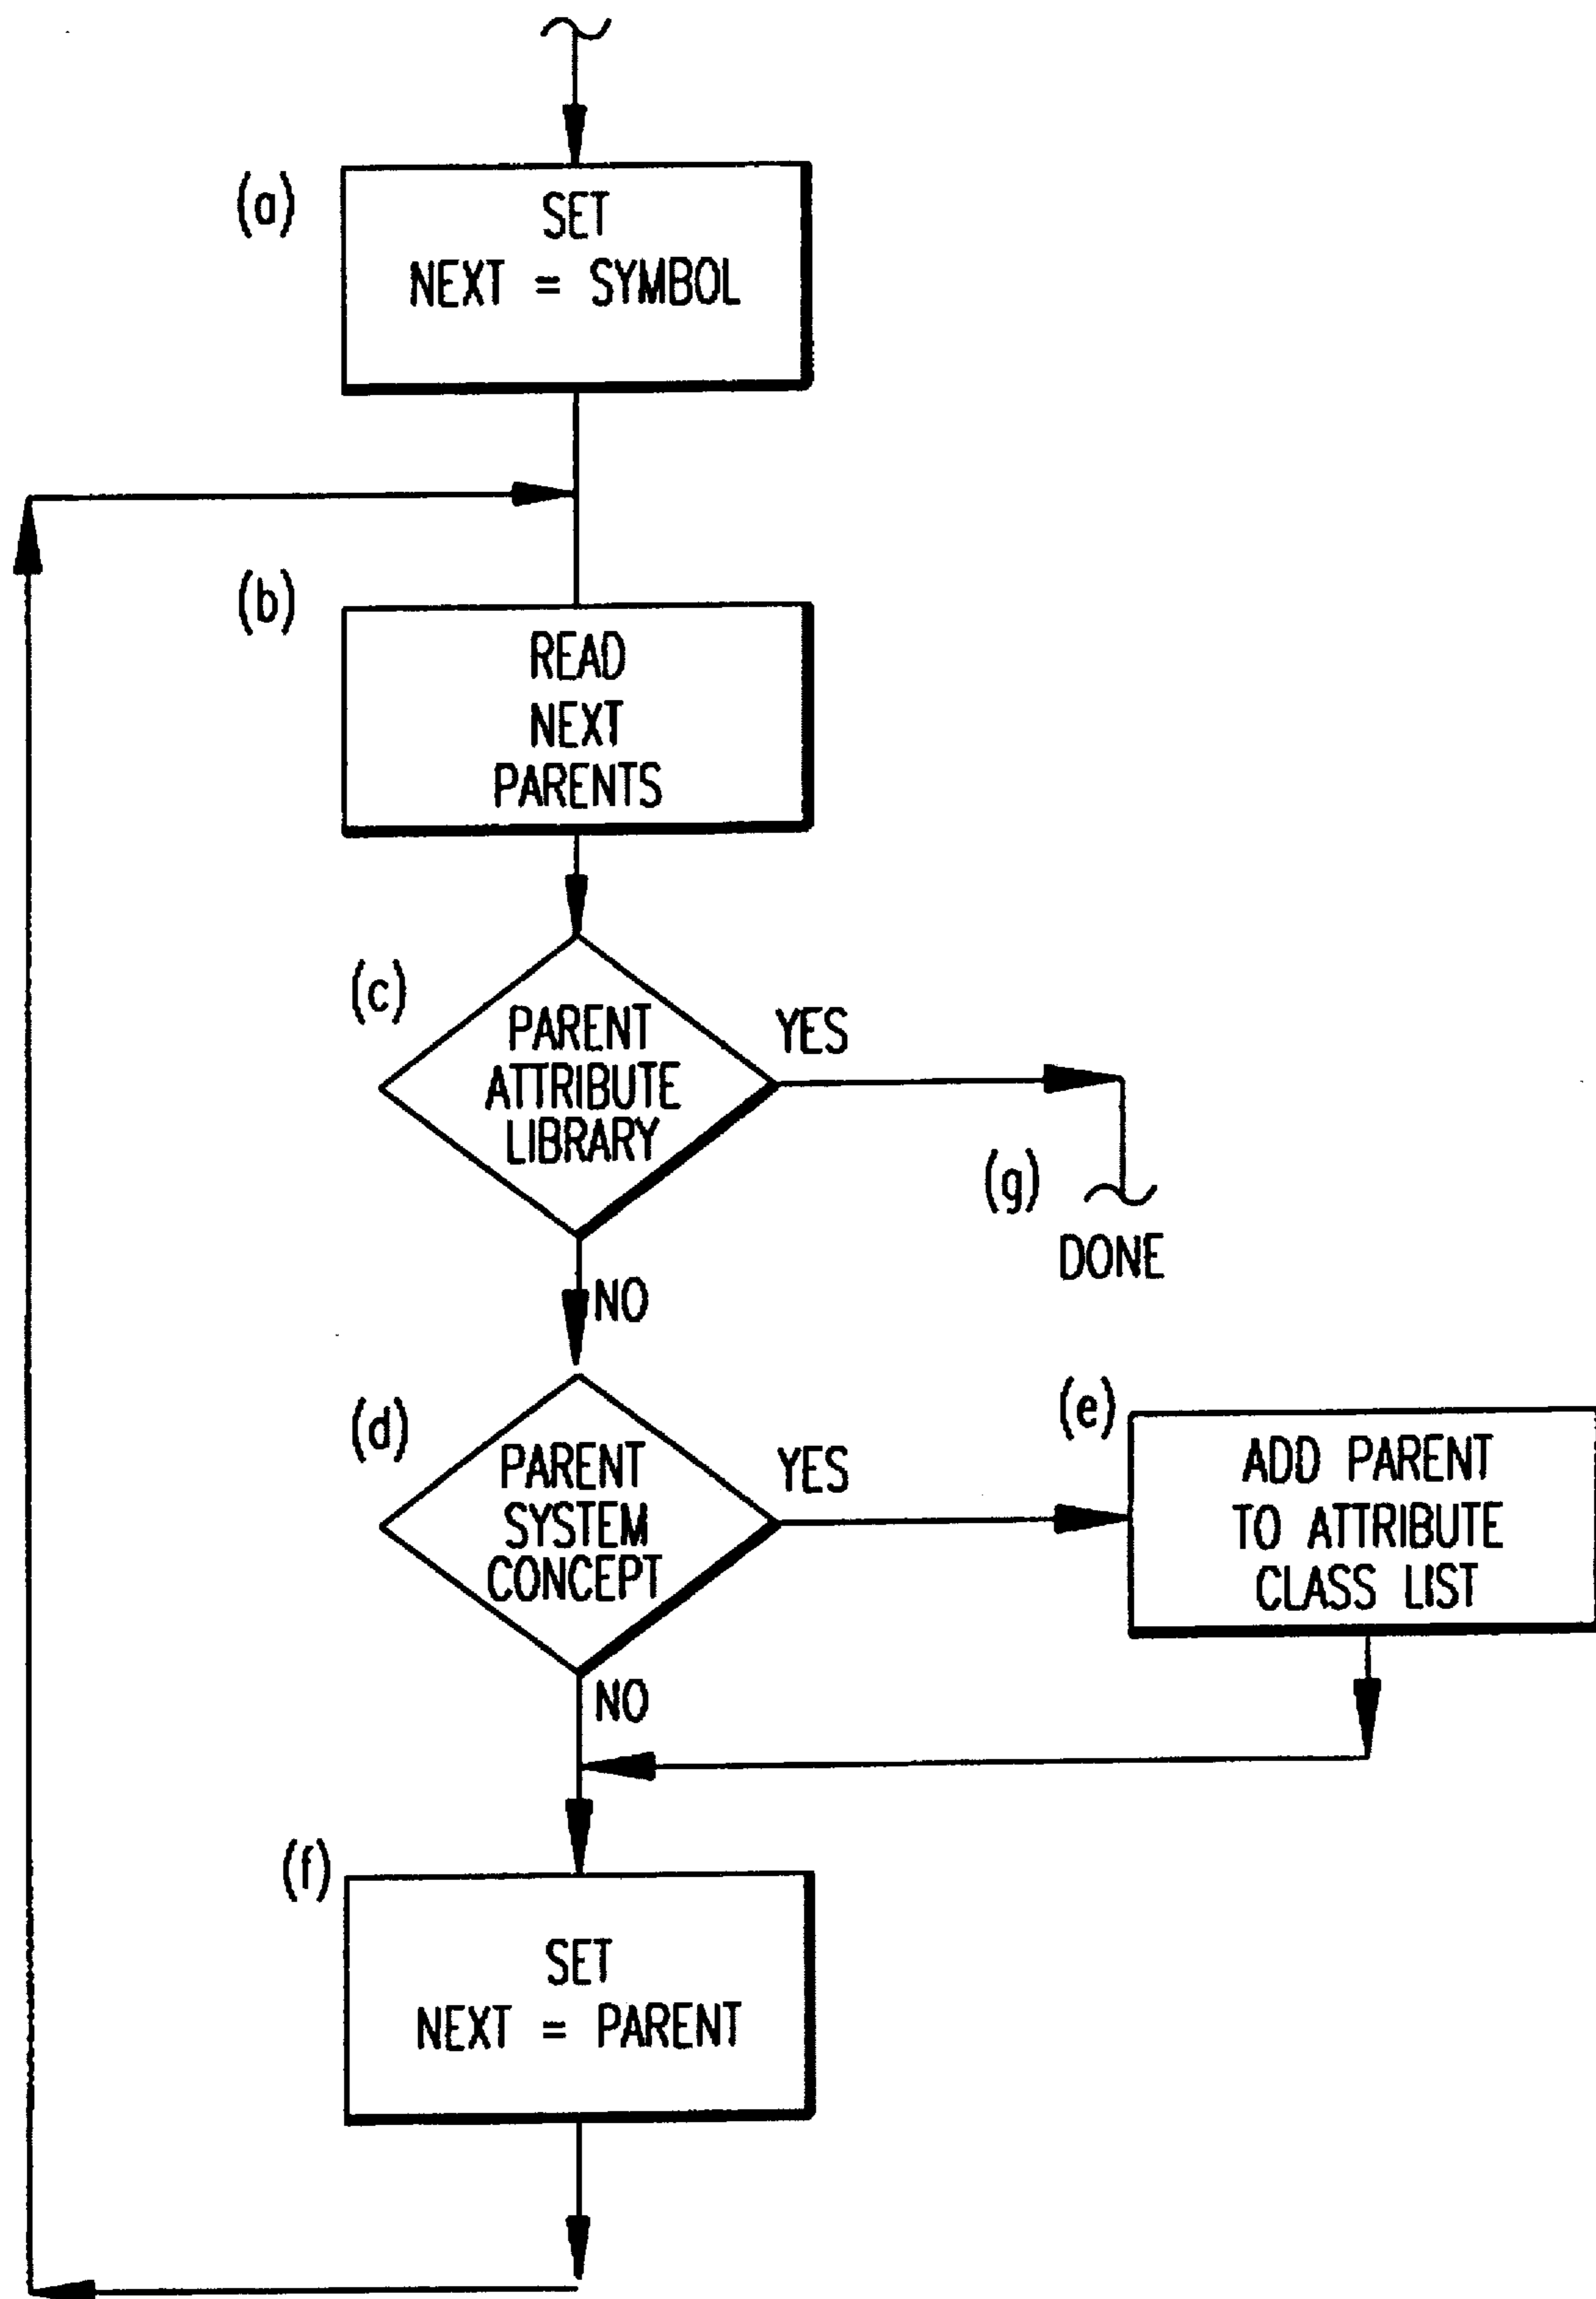 (a)
SET
NEXT = SYMBOL
(b)
READ
NEXT
PARENTS
(c)
PARENT
ATTRIBUTE
LIBRARY
YES
(g)
DONE
NO
(d)
PARENT
SYSTEM
CONCEPT
YES
(e)
ADD PARENT
TO ATTRIBUTE
CLASS LIST
NO
(f)
SET
NEXT = PARENT